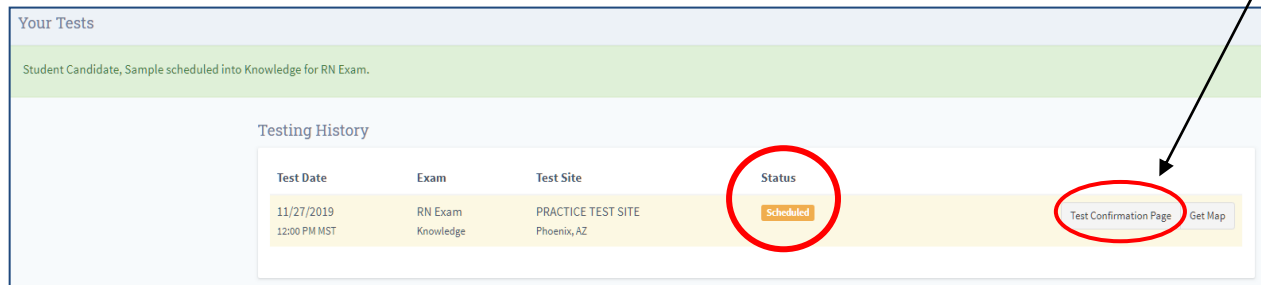 Your Tests
Student Candidate, Sample scheduled into Knowledge for RN Exam.
Testing History
Test Date Exam Test Site Status
11/27/2019 RN Exam PRACTICE TEST SITE Scheduled Test Confirmation Page Get Map
12:00 PM MST Knowledge Phoenix, AZ